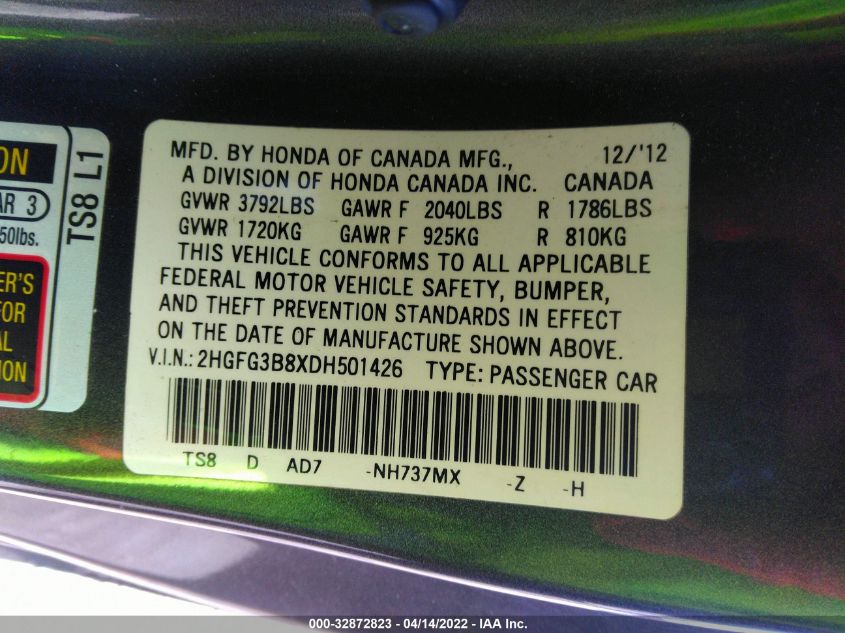 ON
AR 3
50lbs.
ER'S
FOR
AL
ION
TS8 L1
MFD. BY HONDA OF CANADA MFG., 12/'12
A DIVISION OF HONDA CANADA INC. CANADA
GVWR 3792LBS GAWR F 2040LBS R 1786LBS
GVWR 1720KG GAWR F 925KG R 810KG
THIS VEHICLE CONFORMS TO ALL APPLICABLE
FEDERAL MOTOR VEHICLE SAFETY, BUMPER,
AND THEFT PREVENTION STANDARDS IN EFFECT
ON THE DATE OF MANUFACTURE SHOWN ABOVE.
V.I.N.: 2HGFG3B8XDH501426 TYPE: PASSENGER CAR
TS8 D AD7 -NH737MX -Z -H
000-32872823 - 04/14/2022 - IAA Inc.